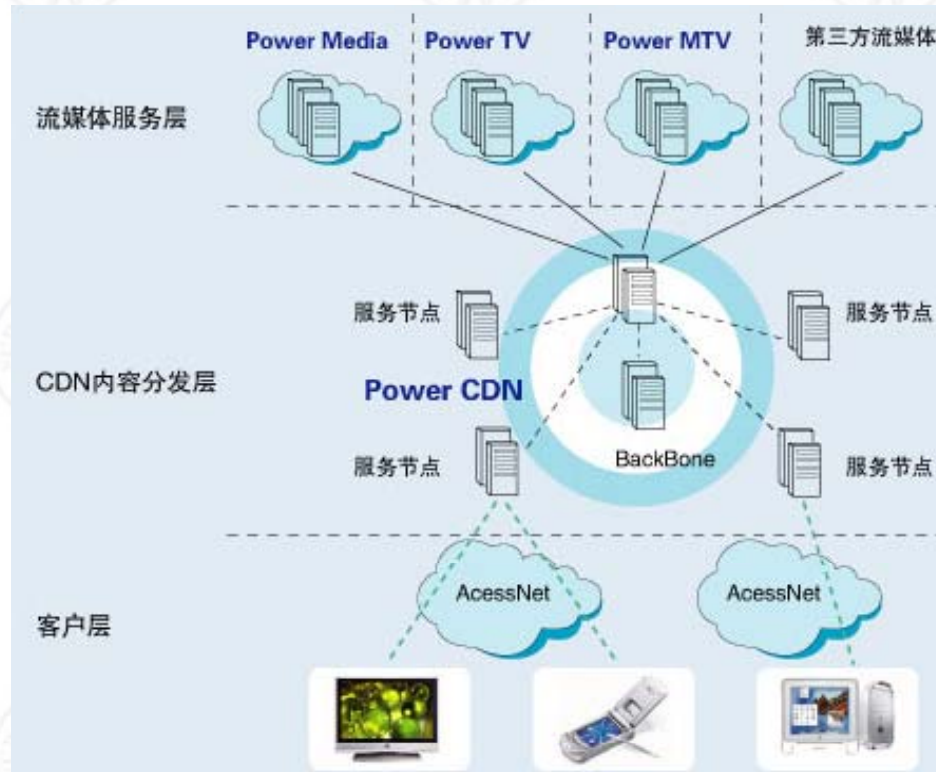 Power Media
Power TV
Power MTV
第三方流媒体
流媒体服务层
服务节点
服务节点
CDN内容分发层
Power CDN
服务节点
BackBone
服务节点
AcessNet
AcessNet
客户层